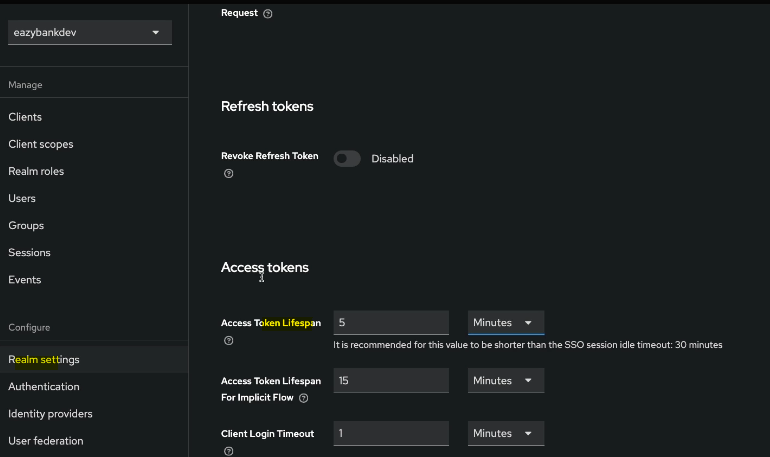 eazybankdev
Manage
Clients
Client scopes
Realm roles
Users
Groups
Sessions
Events
Configure
Realm settings
Authentication
Identity providers
User federation
Request
Refresh tokens
Revoke Refresh Token
Disabled
Access tokens
Access Token Lifespan
5
Minutes
It is recommended for this value to be shorter than the SSO session idle timeout: 30 minutes
Access Token Lifespan
For Implicit Flow
15
Minutes
Client Login Timeout
1
Minutes